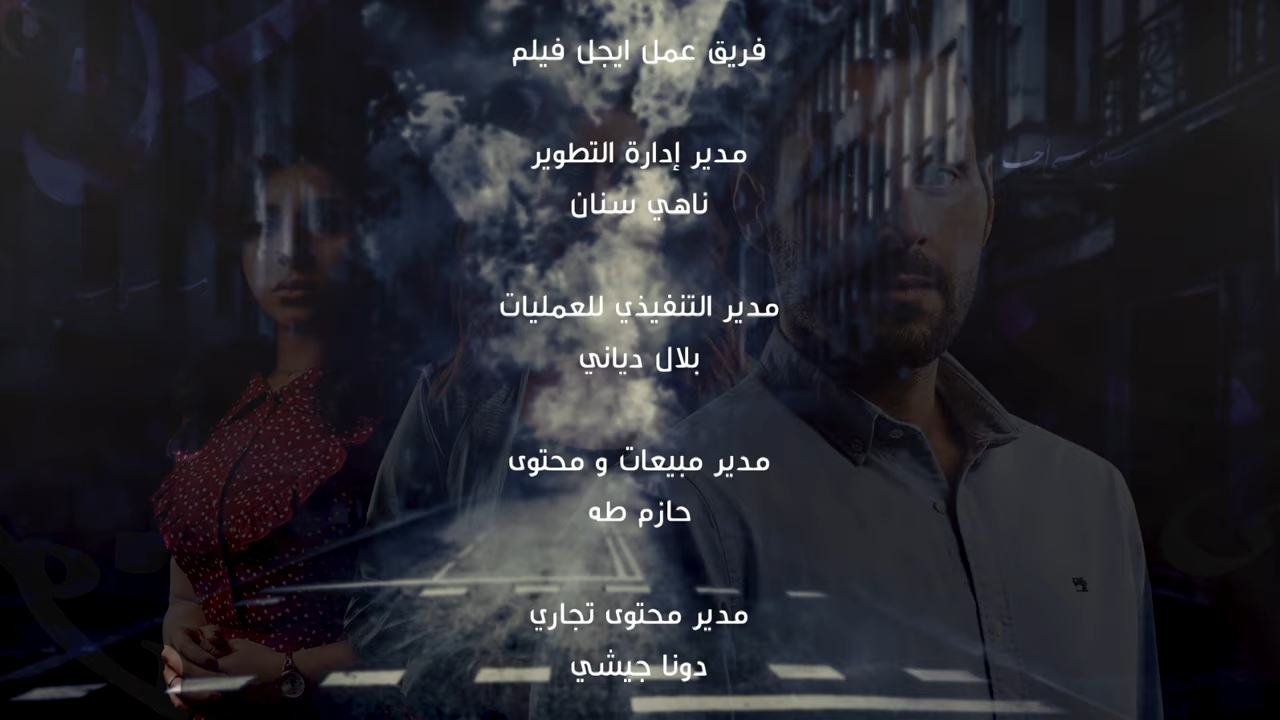 فريق عمل ايجل فيلم
مدير إدارة التطوير
ناهي سنان
مدير التنفيذي للعمليات
بلال دياني
مدير مبيعات و محتوى
حازم طه
مدير محتوى تجاري
دونا جيشي